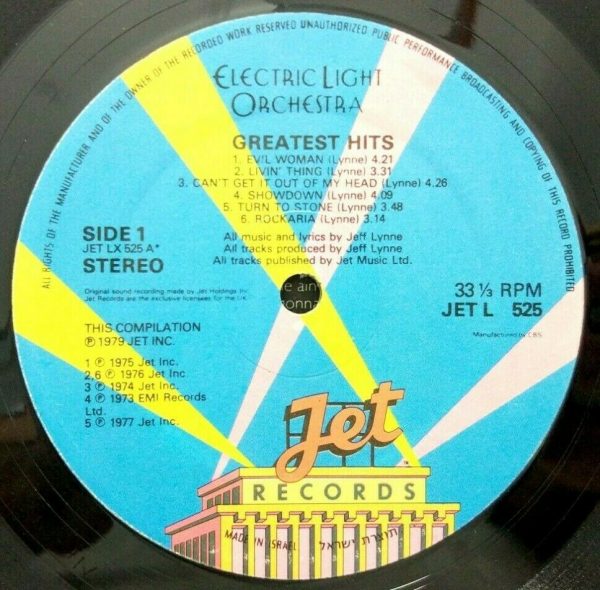 ALL RIGHTS OF THE MANUFACTURER AND OF THE OWNER OF THE RECORDED WORK RESERVED UNAUTHORIZED PUBLIC PERFORMANCE BROADCASTING AND COPYING OF THIS RECORD PROHIBITED
ELECTRIC LIGHT
ORCHESTRA
GREATEST HITS
1. EVIL WOMAN (Lynne) 4.21
2. LIVIN' THING (Lynne) 3.31
3. CAN'T GET IT OUT OF MY HEAD (Lynne) 4.26
4. SHOWDOWN (Lynne) 4.09
5. TURN TO STONE (Lynne) 3.48
6. ROCKARIA (Lynne) 3.14
SIDE 1
JET LX 525 A*
STEREO
All music and lyrics by Jeff Lynne
All tracks produced by Jeff Lynne
All tracks published by Jet Music Ltd.
Original sound recording made by Jet Holdings Inc.
Jet Records are the exclusive licensees for the UK.
33 ⅓ RPM
JET L 525
Manufactured by CBS
THIS COMPILATION
℗ 1979 JET INC.
1 ℗ 1975 Jet Inc.
2,6 ℗ 1976 Jet Inc.
3 ℗ 1974 Jet Inc.
4 ℗ 1973 EMI Records
Ltd.
5 ℗ 1977 Jet Inc.
Jet
RECORDS
MADE IN ISRAEL תוצרת ישראל